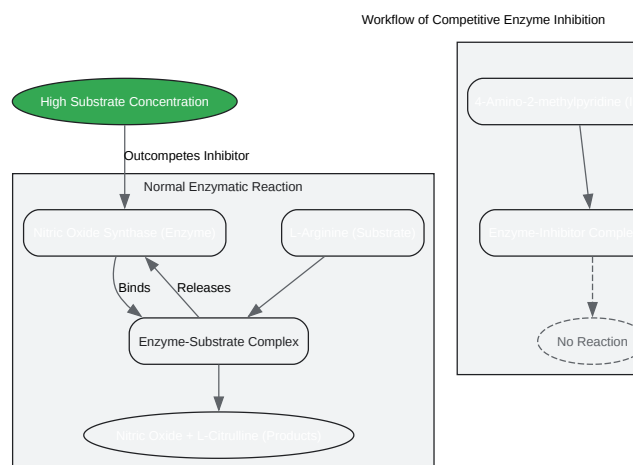 Workflow of Competitive Enzyme Inhibition
High Substrate Concentration
4-Amino-2-methylpyridine
Outcompetes Inhibitor
Normal Enzymatic Reaction
Nitric Oxide Synthase (Enzyme)
L-Arginine (Substrate)
Enzyme-Inhibitor Complex
Binds
Releases
Enzyme-Substrate Complex
No Reaction
Nitric Oxide + L-Citrulline (Products)